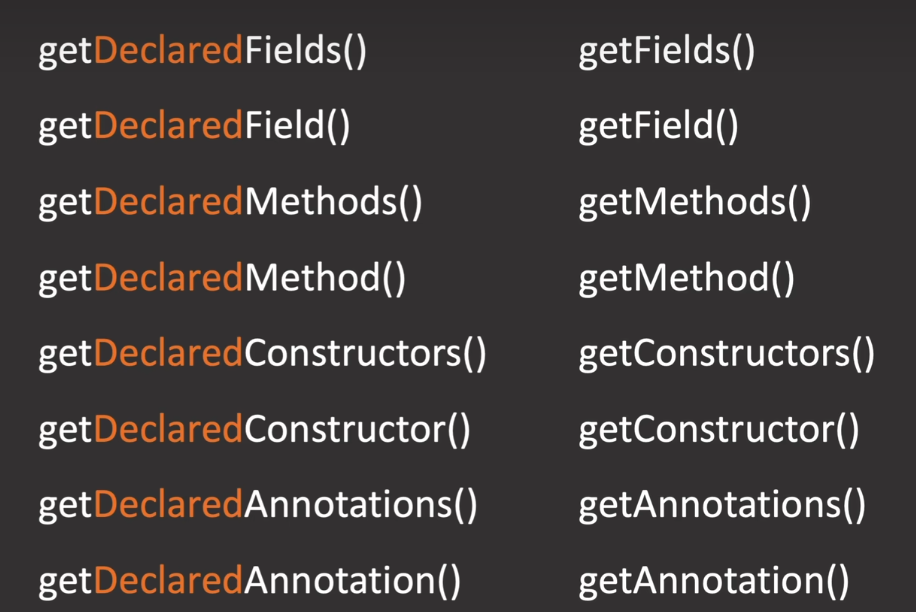 getDeclaredFields() getFields()
getDeclaredField() getField()
getDeclaredMethods() getMethods()
getDeclaredMethod() getMethod()
getDeclaredConstructors() getConstructors()
getDeclaredConstructor() getConstructor()
getDeclaredAnnotations() getAnnotations()
getDeclaredAnnotation() getAnnotation()